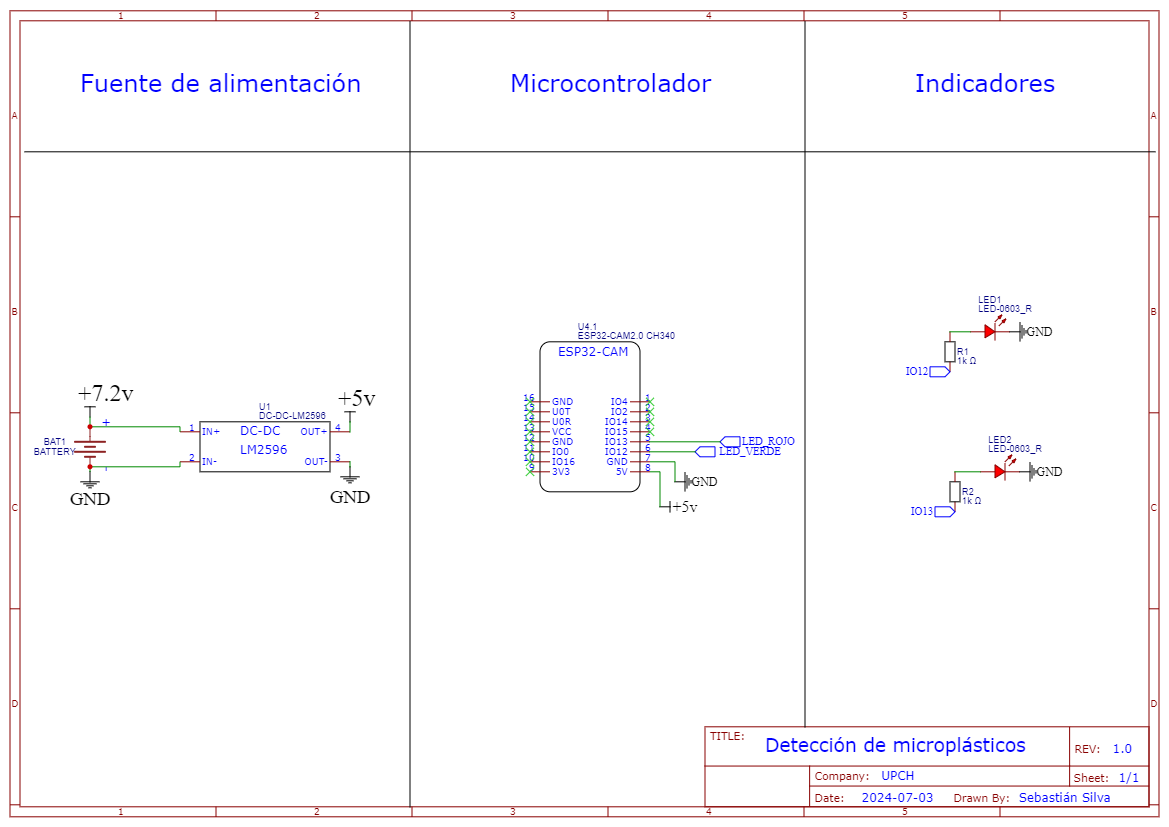 1 2 3 4 5
Fuente de alimentación
Microcontrolador
Indicadores
A A
B B
C C
D D
+7.2v
+
BAT1
BATTERY
GND
U1
DC-DC-LM2596
DC-DC
LM2596
1 IN+
2 IN-
OUT+ 4
OUT- 3
+5v
GND
U4.1
ESP32-CAM2.0 CH340
ESP32-CAM
16 GND IO4 1
15 U0T IO2 2
14 U0R IO14 3
13 VCC IO15 4
12 GND IO13 5 LED_ROJO
11 IO0 IO12 6 LED_VERDE
10 IO16 GND 7
9 3V3 5V 8
GND
+5v
LED1
LED-0603_R
GND
R1
1k Ω
IO12
LED2
LED-0603_R
GND
R2
1k Ω
IO13
TITLE: Detección de microplásticos
REV: 1.0
Company: UPCH
Sheet: 1/1
Date: 2024-07-03 Drawn By: Sebastián Silva
1 2 3 4 5